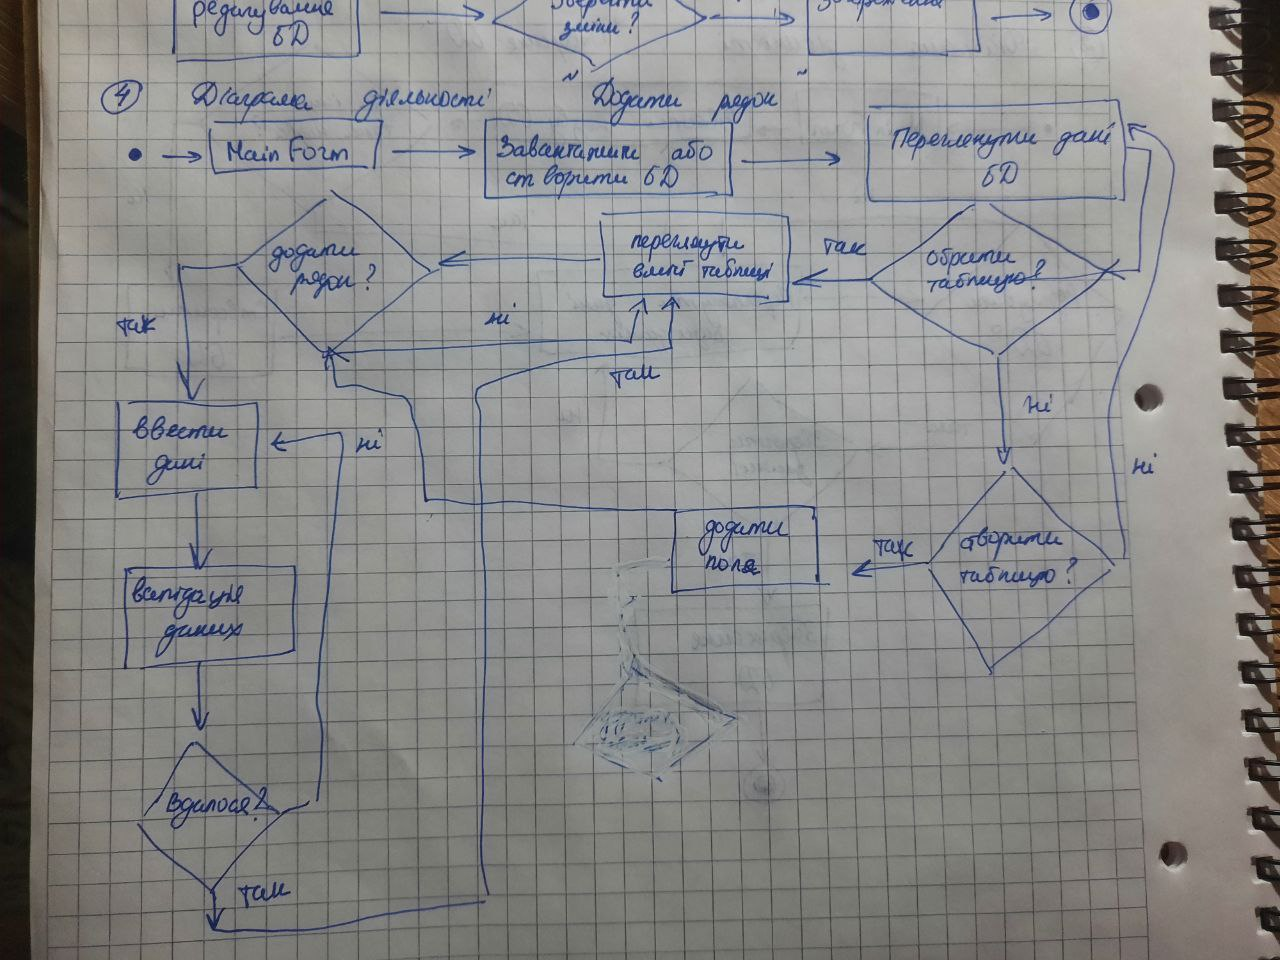 редагування
БД
зберегти
зміни?
збереження
4 Діаграма діяльності "Додати рядок"
Main Form
Завантажити або
створити БД
Переглянути дані
БД
додати
рядок?
переглянути
вміст таблиці
так
обрати
таблицю?
так
ні
так
ні
ввести
дані
ні
ні
додати
поля
так
створити
таблицю?
валідація
даних
Вдалося?
так